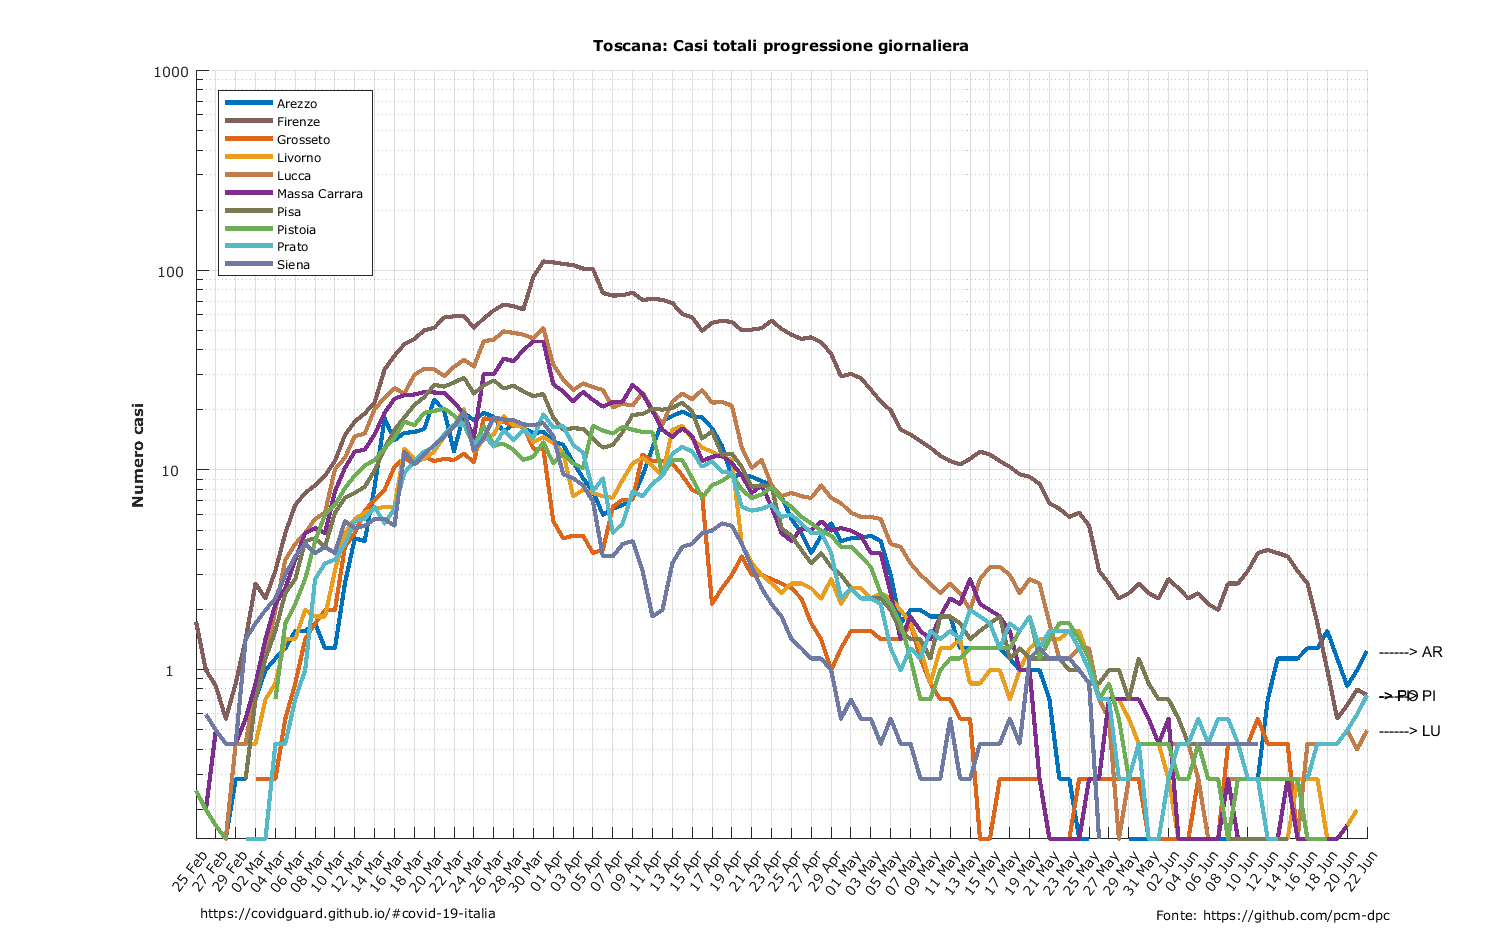 Toscana: Casi totali progressione giornaliera
Numero casi
1000
100
10
1
Arezzo
Firenze
Grosseto
Livorno
Lucca
Massa Carrara
Pisa
Pistoia
Prato
Siena
------> AR
------> PI
------> LU
25 Feb
27 Feb
29 Feb
02 Mar
04 Mar
06 Mar
08 Mar
10 Mar
12 Mar
14 Mar
16 Mar
18 Mar
20 Mar
22 Mar
24 Mar
26 Mar
28 Mar
30 Mar
01 Apr
03 Apr
05 Apr
07 Apr
09 Apr
11 Apr
13 Apr
15 Apr
17 Apr
19 Apr
21 Apr
23 Apr
25 Apr
27 Apr
29 Apr
01 May
03 May
05 May
07 May
09 May
11 May
13 May
15 May
17 May
19 May
21 May
23 May
25 May
27 May
29 May
31 May
02 Jun
04 Jun
06 Jun
08 Jun
10 Jun
12 Jun
14 Jun
16 Jun
18 Jun
20 Jun
22 Jun
https://covidguard.github.io/#covid-19-italia
Fonte: https://github.com/pcm-dpc